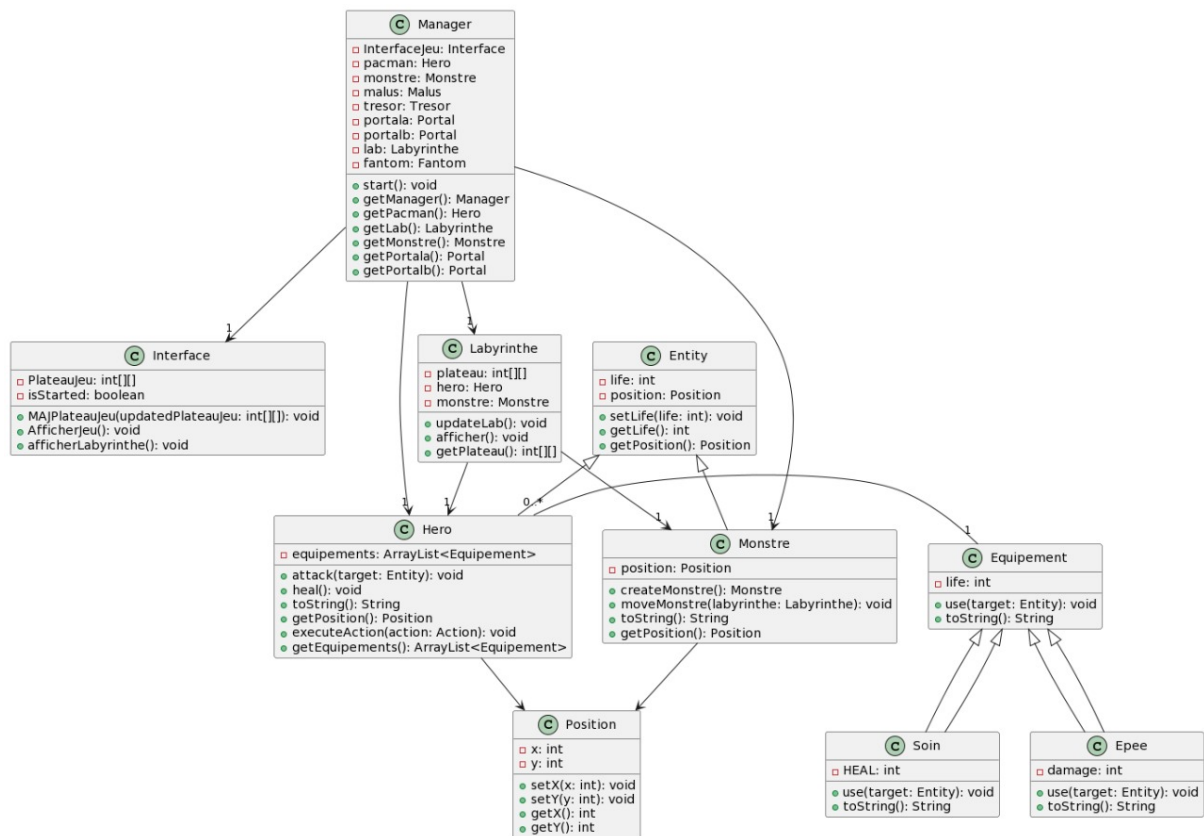 C Manager
InterfaceJeu: Interface
pacman: Hero
monstre: Monstre
malus: Malus
tresor: Tresor
portala: Portal
portalb: Portal
lab: Labyrinthe
fantom: Fantom
start(): void
getManager(): Manager
getPacman(): Hero
getLab(): Labyrinthe
getMonstre(): Monstre
getPortala(): Portal
getPortalb(): Portal
1
1
C Interface
PlateauJeu: int[][]
isStarted: boolean
MAJPlateauJeu(updatedPlateauJeu: int[][]): void
AfficherJeu(): void
afficherLabyrinthe(): void
C Labyrinthe
plateau: int[][]
hero: Hero
monstre: Monstre
updateLab(): void
afficher(): void
getPlateau(): int[][]
C Entity
life: int
position: Position
setLife(life: int): void
getLife(): int
getPosition(): Position
1
1
0..*
1
1
1
C Hero
equipements: ArrayList<Equipement>
attack(target: Entity): void
heal(): void
toString(): String
getPosition(): Position
executeAction(action: Action): void
getEquipements(): ArrayList<Equipement>
C Monstre
position: Position
createMonstre(): Monstre
moveMonstre(labyrinthe: Labyrinthe): void
toString(): String
getPosition(): Position
C Equipement
life: int
use(target: Entity): void
toString(): String
C Position
x: int
y: int
setX(x: int): void
setY(y: int): void
getX(): int
getY(): int
C Soin
HEAL: int
use(target: Entity): void
toString(): String
C Epee
damage: int
use(target: Entity): void
toString(): String